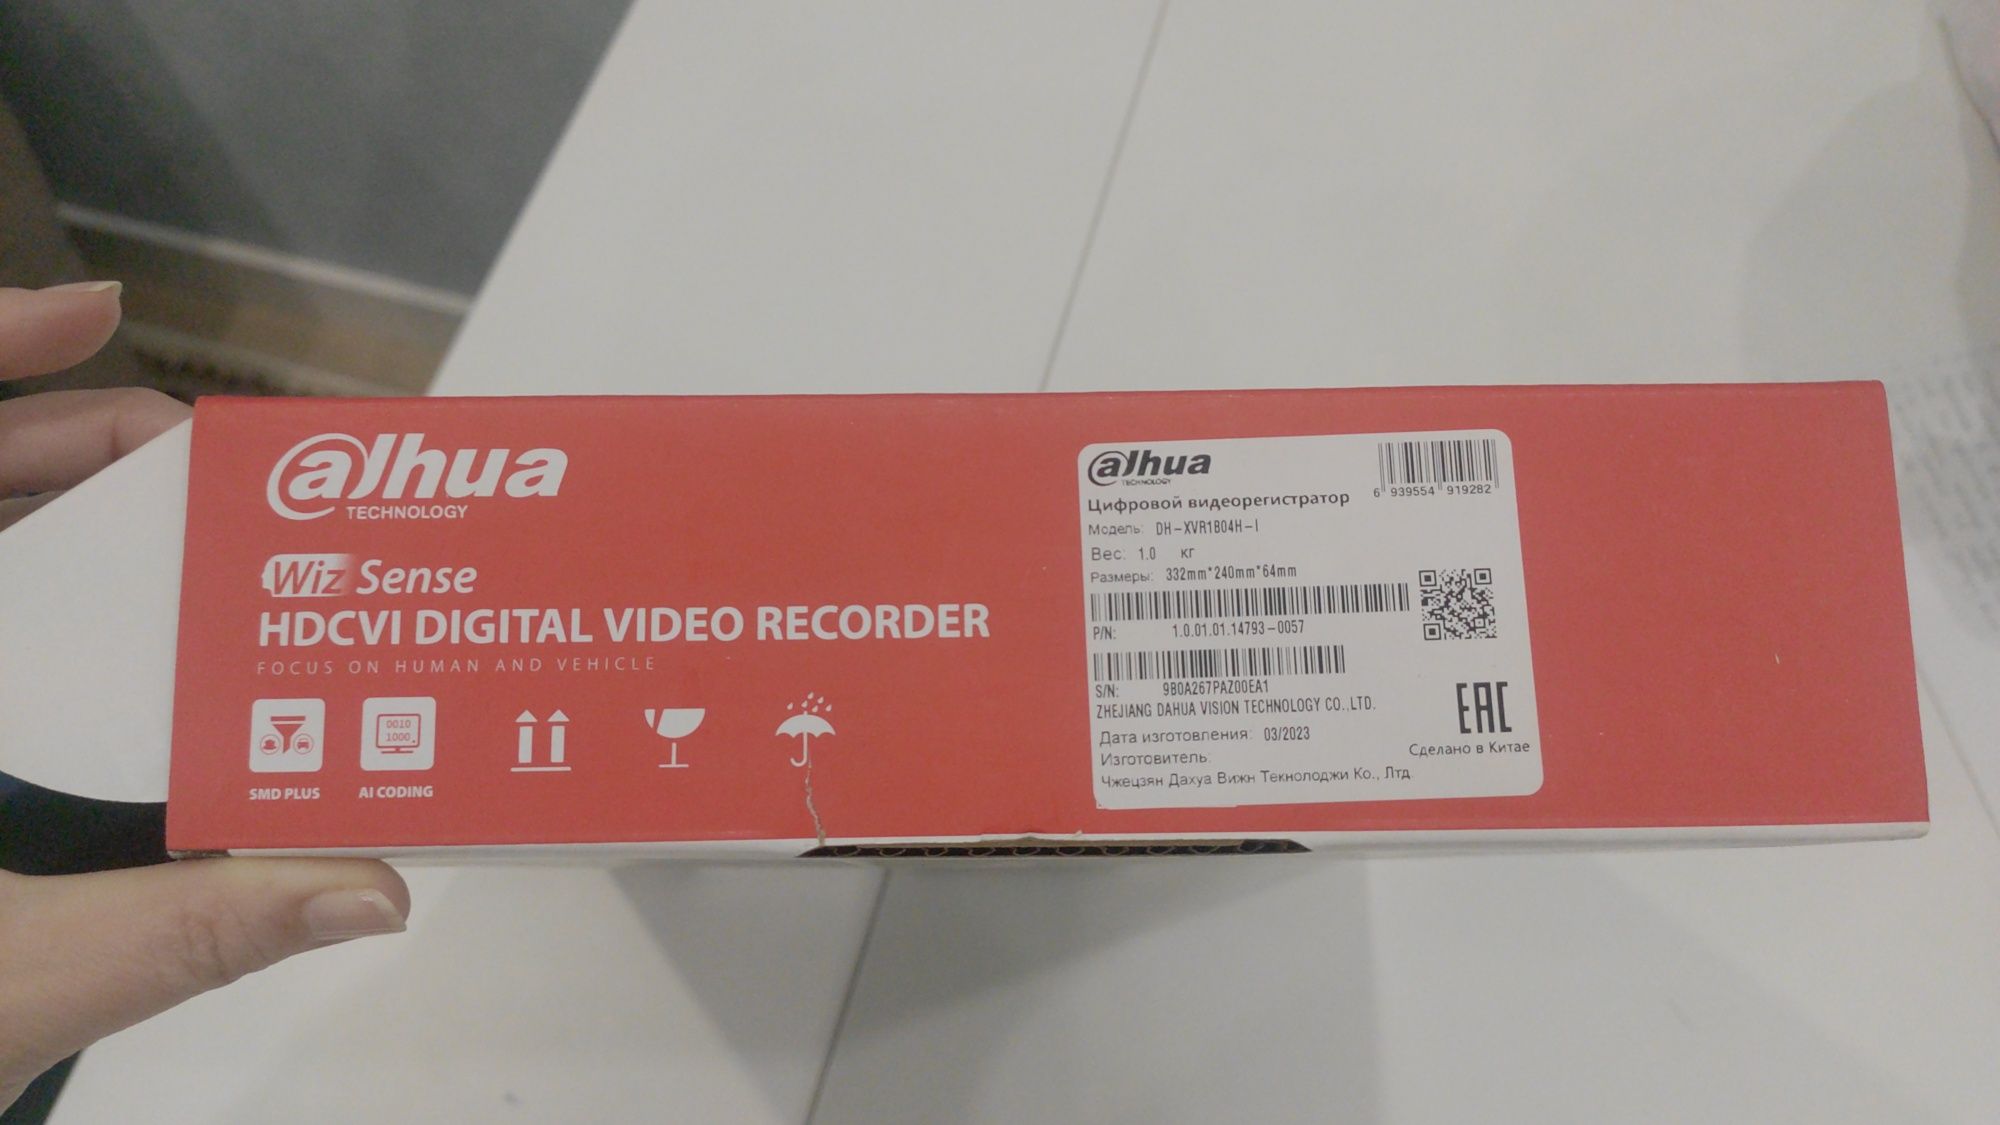 alhua
TECHNOLOGY
Wiz Sense
HDCVI DIGITAL VIDEO RECORDER
FOCUS ON HUMAN AND VEHICLE
0010
1000
SMD PLUS
AI CODING
alhua
TECHNOLOGY
6 939554 919282
Цифровой видеорегистратор
Модель: DH-XVR1B04H-I
Вес: 1.0 кг
Размеры: 332mm*240mm*64mm
P/N: 1.0.01.01.14793-0057
S/N: 9B0A267PAZ00EA1
ZHEJIANG DAHUA VISION TECHNOLOGY CO.,LTD.
Дата изготовления: 03/2023
Изготовитель:
Чжецзян Дахуа Вижн Текнолоджи Ко., Лтд
EAC
Сделано в Китае